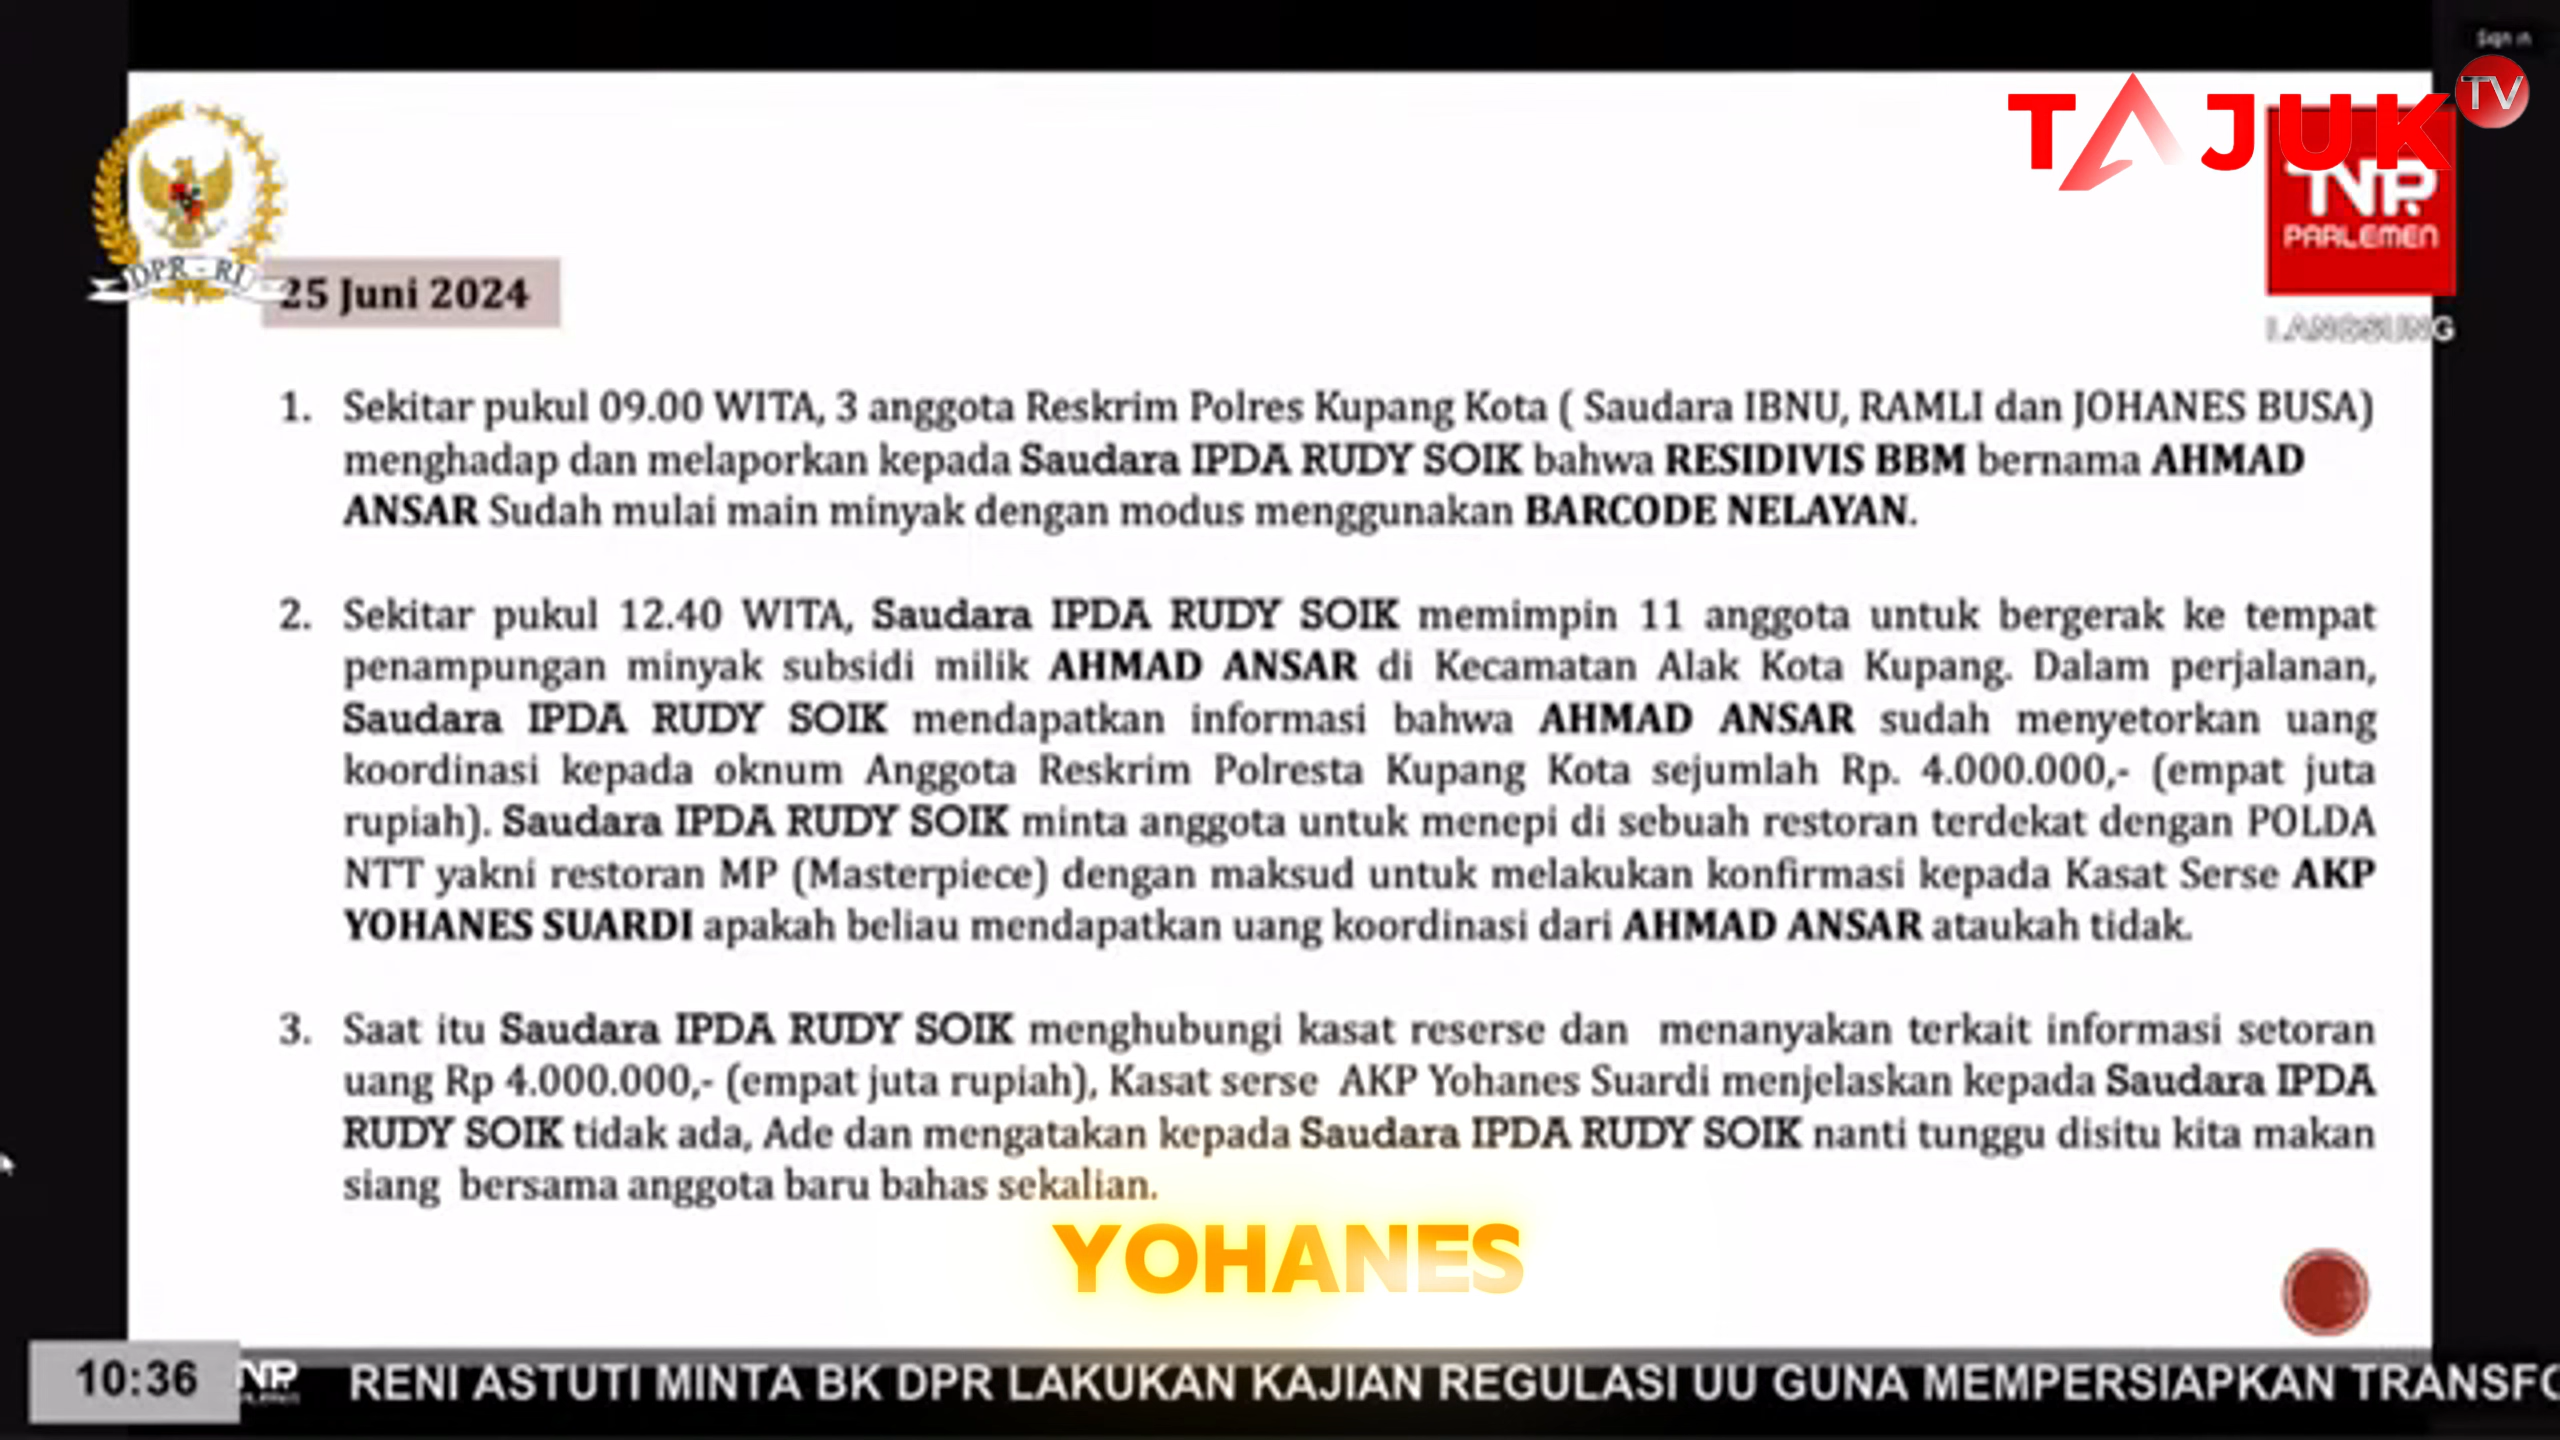 Sign in
TAJUK TV
TVR
PARLEMEN
LANGSUNG
DPR - RI
25 Juni 2024
1. Sekitar pukul 09.00 WITA, 3 anggota Reskrim Polres Kupang Kota ( Saudara IBNU, RAMLI dan JOHANES BUSA)
menghadap dan melaporkan kepada Saudara IPDA RUDY SOIK bahwa RESIDIVIS BBM bernama AHMAD
ANSAR Sudah mulai main minyak dengan modus menggunakan BARCODE NELAYAN.
2. Sekitar pukul 12.40 WITA, Saudara IPDA RUDY SOIK memimpin 11 anggota untuk bergerak ke tempat
penampungan minyak subsidi milik AHMAD ANSAR di Kecamatan Alak Kota Kupang. Dalam perjalanan,
Saudara IPDA RUDY SOIK mendapatkan informasi bahwa AHMAD ANSAR sudah menyetorkan uang
koordinasi kepada oknum Anggota Reskrim Polresta Kupang Kota sejumlah Rp. 4.000.000,- (empat juta
rupiah). Saudara IPDA RUDY SOIK minta anggota untuk menepi di sebuah restoran terdekat dengan POLDA
NTT yakni restoran MP (Masterpiece) dengan maksud untuk melakukan konfirmasi kepada Kasat Serse AKP
YOHANES SUARDI apakah beliau mendapatkan uang koordinasi dari AHMAD ANSAR ataukah tidak.
3. Saat itu Saudara IPDA RUDY SOIK menghubungi kasat reserse dan menanyakan terkait informasi setoran
uang Rp 4.000.000,- (empat juta rupiah), Kasat serse AKP Yohanes Suardi menjelaskan kepada Saudara IPDA
RUDY SOIK tidak ada, Ade dan mengatakan kepada Saudara IPDA RUDY SOIK nanti tunggu disitu kita makan
siang bersama anggota baru bahas sekalian.
YOHANES
10:36
RENI ASTUTI MINTA BK DPR LAKUKAN KAJIAN REGULASI UU GUNA MEMPERSIAPKAN TRANSFO